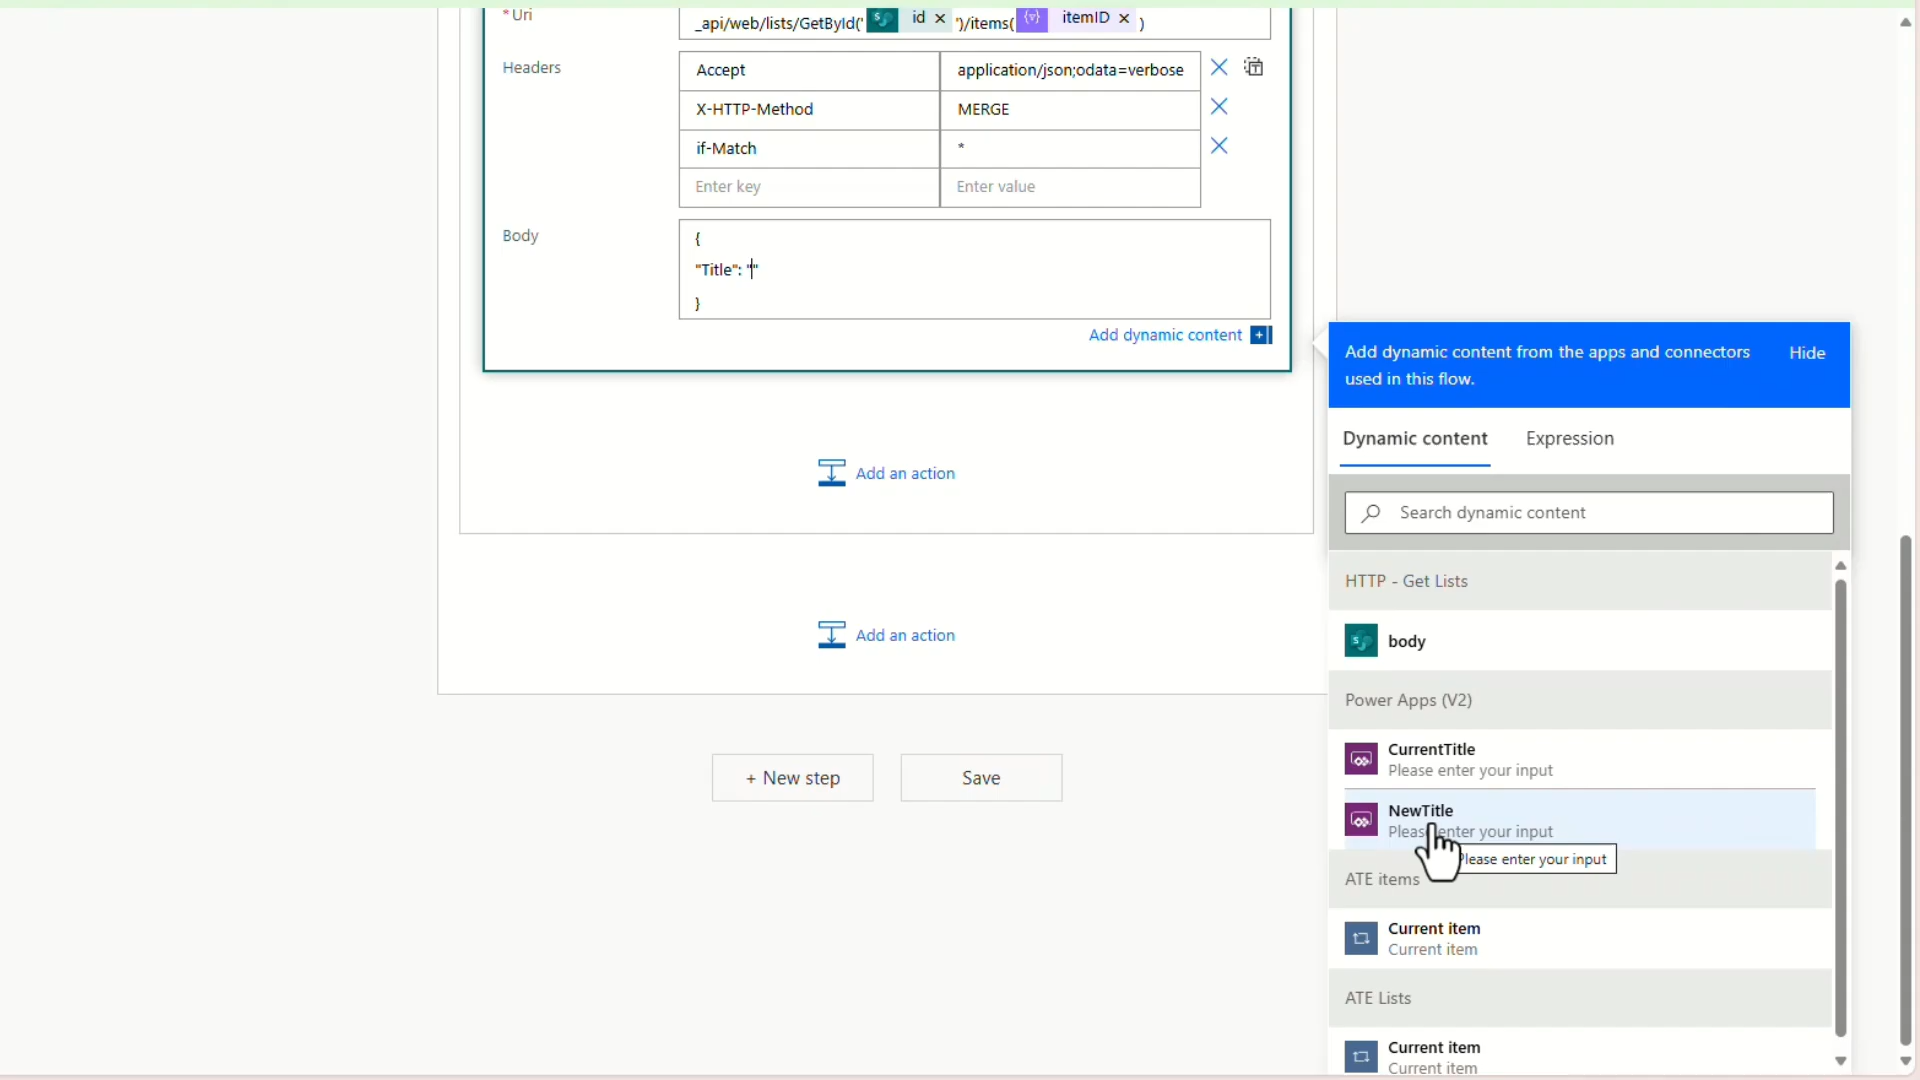 * Uri
_api/web/lists/GetById(' id × ')/items( itemID × )
Headers
Accept
application/json;odata=verbose
X-HTTP-Method
MERGE
if-Match
*
Enter key
Enter value
Body
{
"Title": ""
}
Add dynamic content
Add an action
Add an action
+ New step
Save
Add dynamic content from the apps and connectors
used in this flow.
Hide
Dynamic content
Expression
Search dynamic content
HTTP - Get Lists
body
Power Apps (V2)
CurrentTitle
Please enter your input
NewTitle
Please enter your input
Please enter your input
ATE items
Current item
Current item
ATE Lists
Current item
Current item